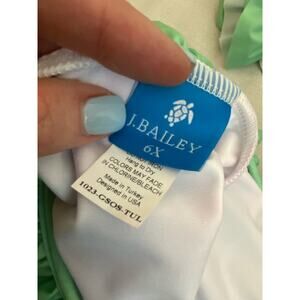 J.BAILEY
6X
Hang to Dry
COLORS MAY FADE
IN CHLORINE/BLEACH
Made in Turkey
Designed in USA
1023-GSOS-TUL